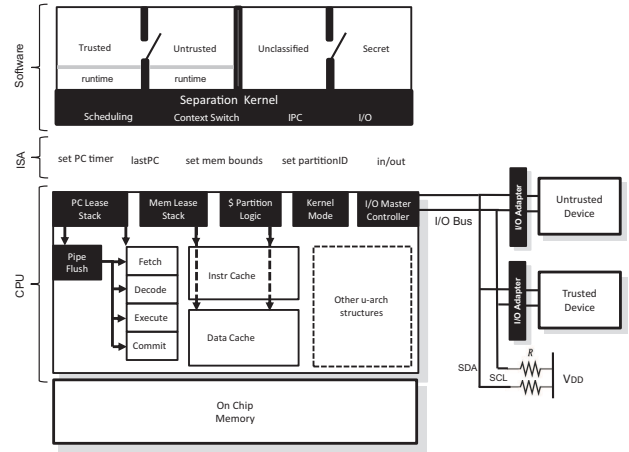 Software
Trusted
Untrusted
Unclassified
Secret
runtime
runtime
Separation Kernel
Scheduling
Context Switch
IPC
I/O
ISA
set PC timer
lastPC
set mem bounds
set partitionID
in/out
CPU
PC Lease
Stack
Mem Lease
Stack
$ Partition
Logic
Kernel
Mode
I/O Master
Controller
I/O Bus
Pipe
Flush
Fetch
Decode
Execute
Commit
Instr Cache
Data Cache
Other u-arch
structures
On Chip
Memory
I/O Adapter
Untrusted
Device
I/O Adapter
Trusted
Device
SDA
SCL
R
VDD